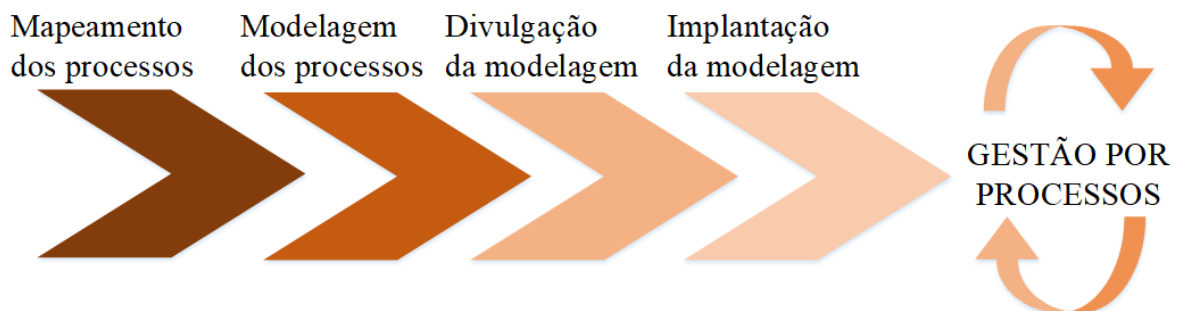 Mapeamento
dos processos
Modelagem
dos processos
Divulgação
da modelagem
Implantação
da modelagem
GESTÃO POR
PROCESSOS